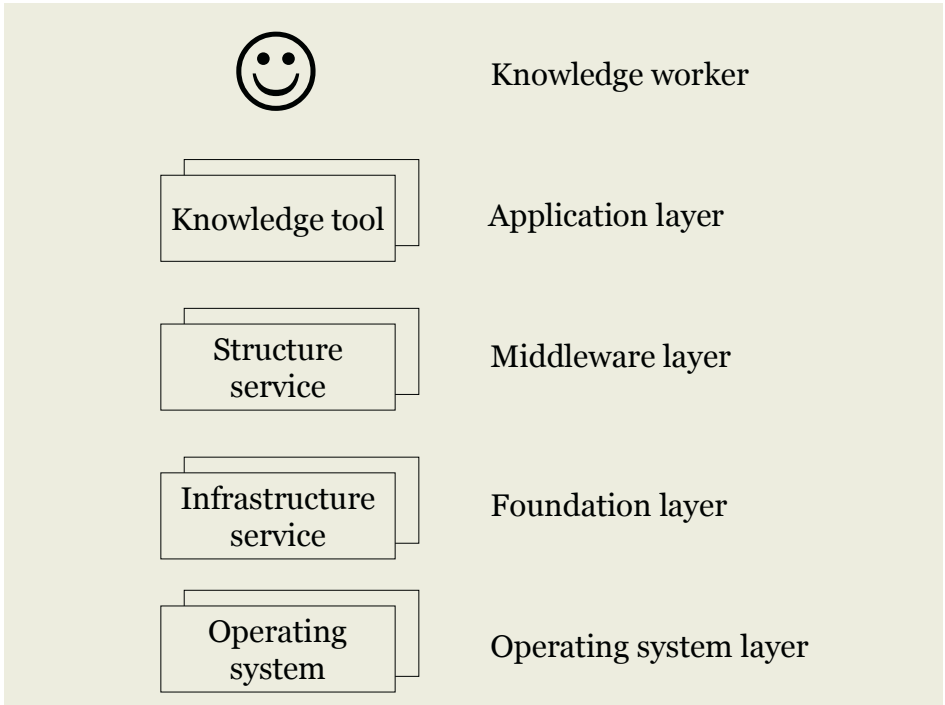 Knowledge worker
Knowledge tool
Application layer
Structure
service
Middleware layer
Infrastructure
service
Foundation layer
Operating
system
Operating system layer